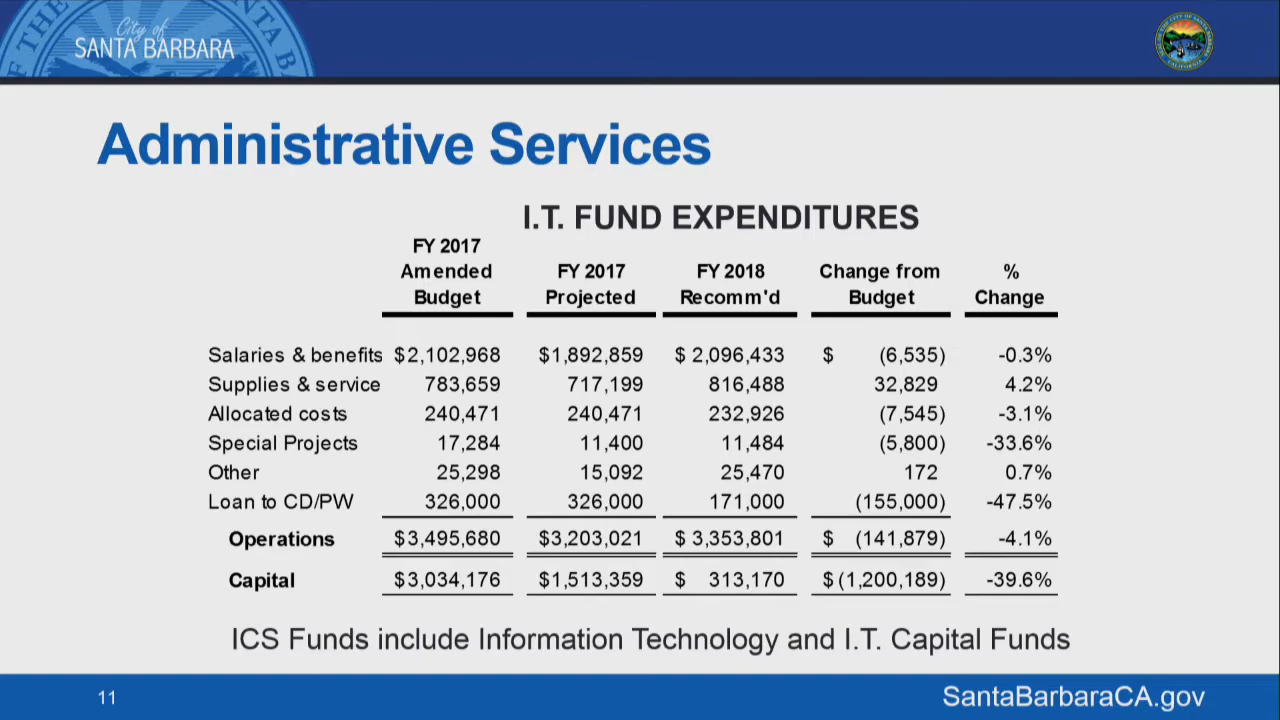 City of
SANTA BARBARA
Administrative Services
I.T. FUND EXPENDITURES
FY 2017 Amended Budget FY 2017 Projected FY 2018 Recomm'd Change from Budget % Change
Salaries & benefits $2,102,968 $1,892,859 $ 2,096,433 $ (6,535) -0.3%
Supplies & service 783,659 717,199 816,488 32,829 4.2%
Allocated costs 240,471 240,471 232,926 (7,545) -3.1%
Special Projects 17,284 11,400 11,484 (5,800) -33.6%
Other 25,298 15,092 25,470 172 0.7%
Loan to CD/PW 326,000 326,000 171,000 (155,000) -47.5%
Operations $3,495,680 $3,203,021 $ 3,353,801 $ (141,879) -4.1%
Capital $3,034,176 $1,513,359 $ 313,170 $ (1,200,189) -39.6%
ICS Funds include Information Technology and I.T. Capital Funds
11 SantaBarbaraCA.gov